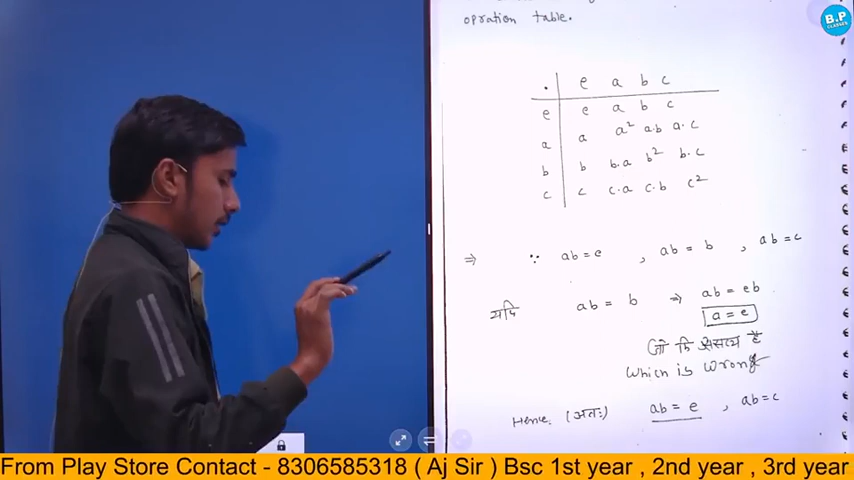 opration table.
B.P
CLASSES
. e a b c
e e a b c
a a a² a.b a.c
b b b.a b² b.c
c c c.a c.b c²
⇒ ∵ ab = e , ab = b , ab = c
यदि ab = b ⇒ ab = eb
a = e
जो कि असत्य है
Which is wrong
Hence. (अतः) ab = e , ab = c
From Play Store Contact - 8306585318 ( Aj Sir ) Bsc 1st year , 2nd year , 3rd year